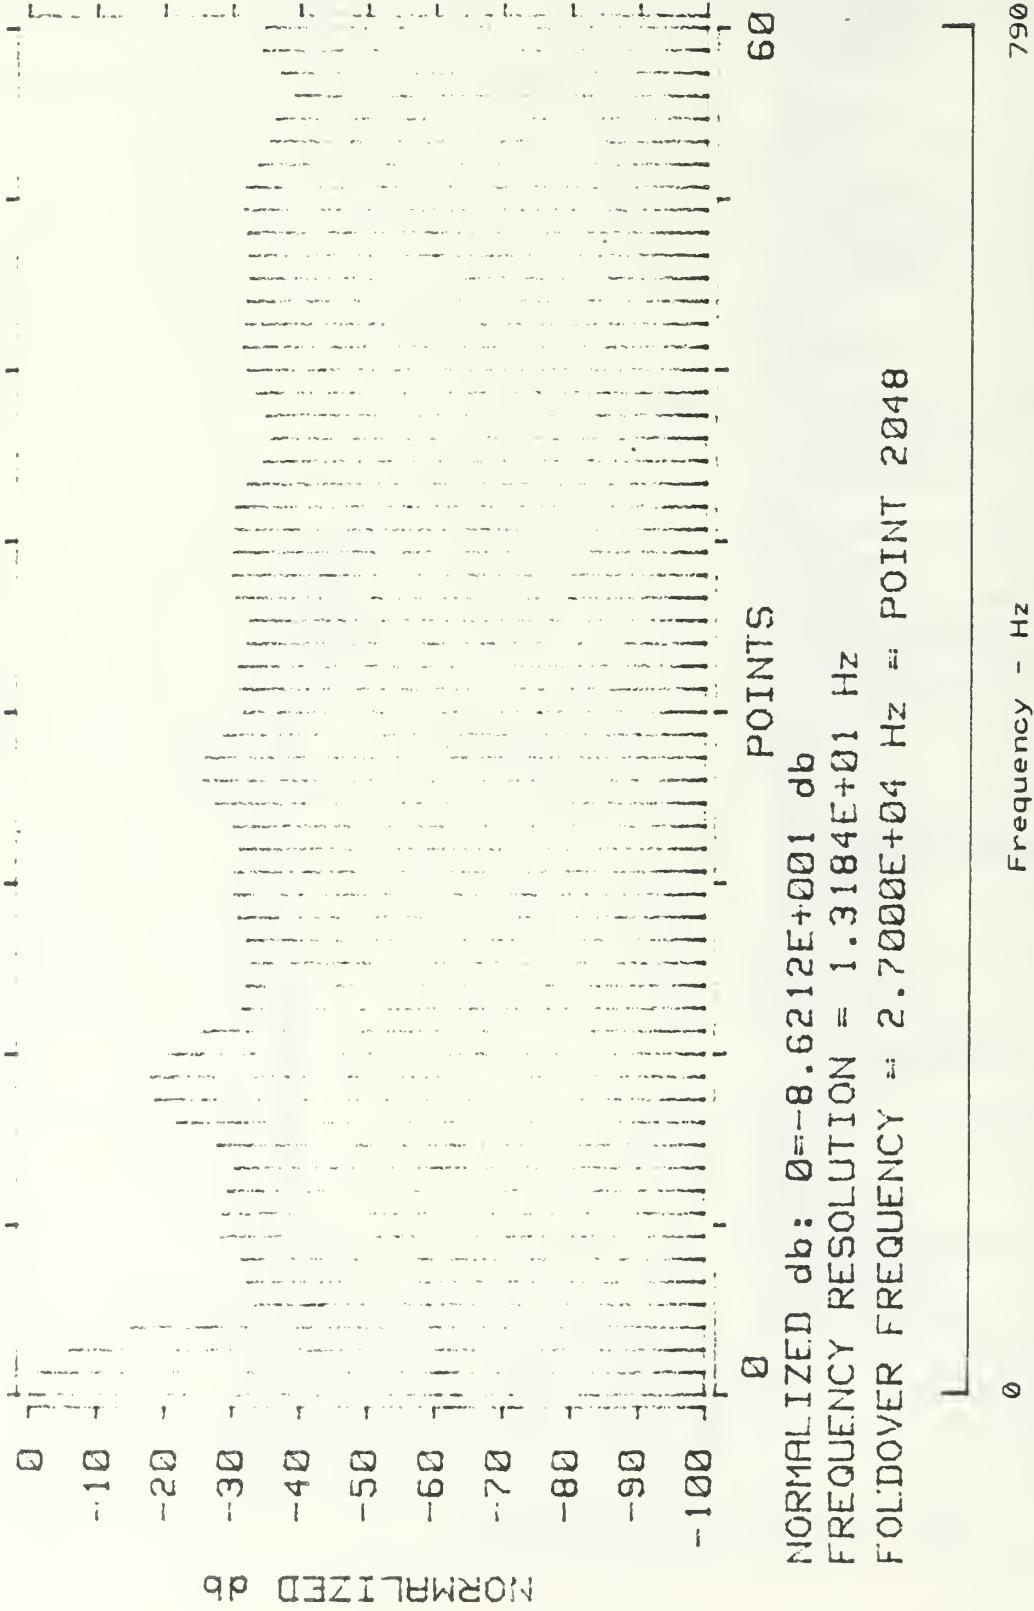 NORMALIZED db
0
-10
-20
-30
-40
-50
-60
-70
-80
-90
-100
0 POINTS 60
NORMALIZED db: 0=-8.6212E+001 db
FREQUENCY RESOLUTION = 1.3184E+01 Hz
FOLDOVER FREQUENCY = 2.7000E+04 Hz = POINT 2048
0 Frequency - Hz 790